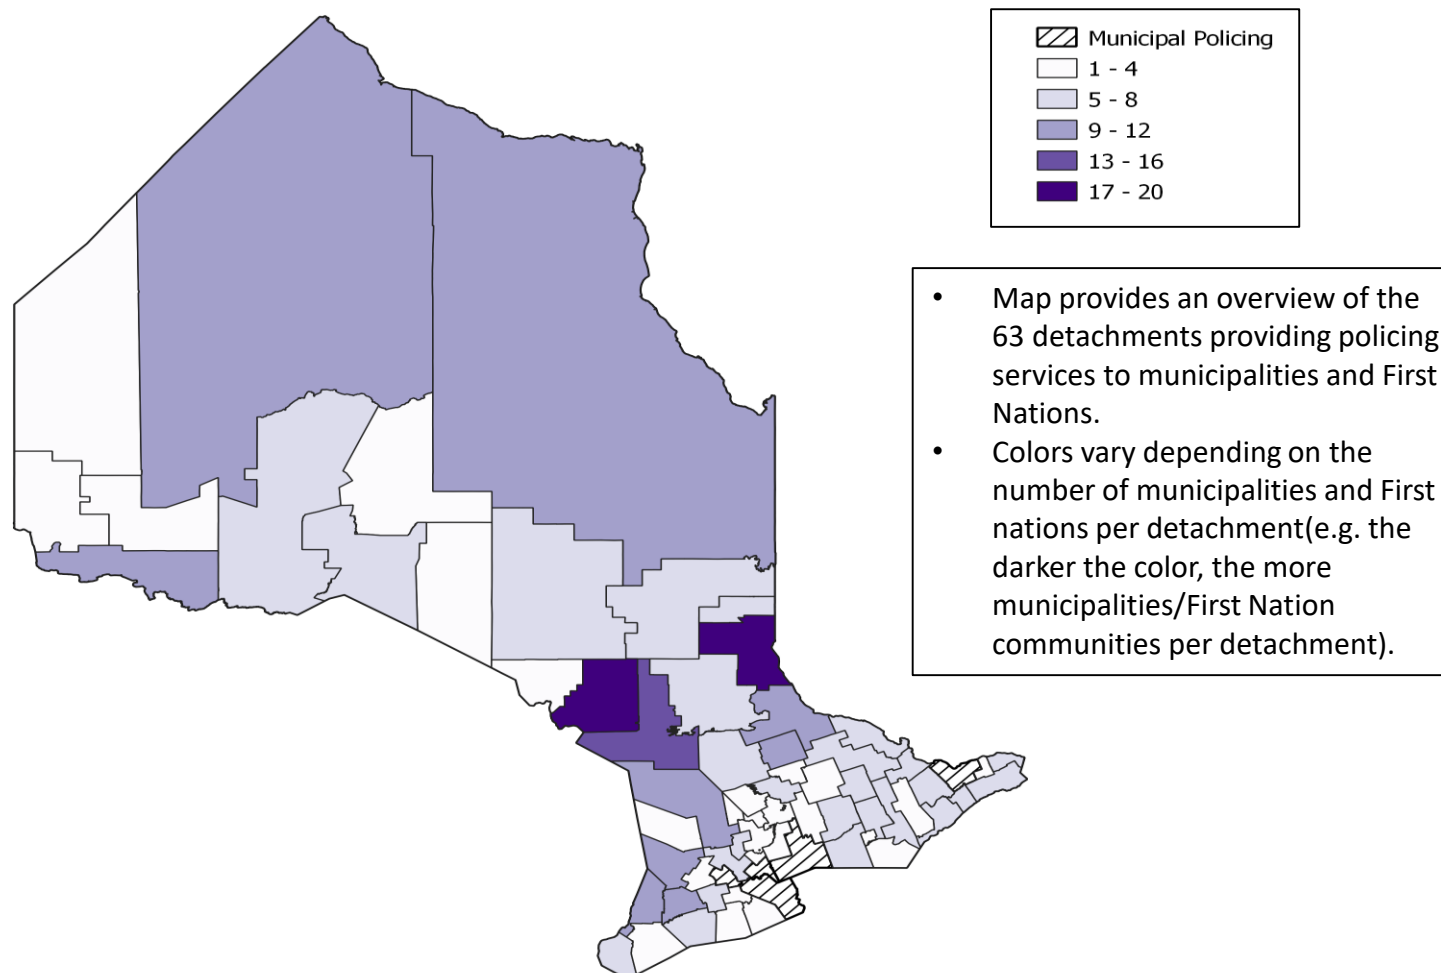 Municipal Policing
1 - 4
5 - 8
9 - 12
13 - 16
17 - 20
• Map provides an overview of the
63 detachments providing policing
services to municipalities and First
Nations.
• Colors vary depending on the
number of municipalities and First
nations per detachment(e.g. the
darker the color, the more
municipalities/First Nation
communities per detachment).